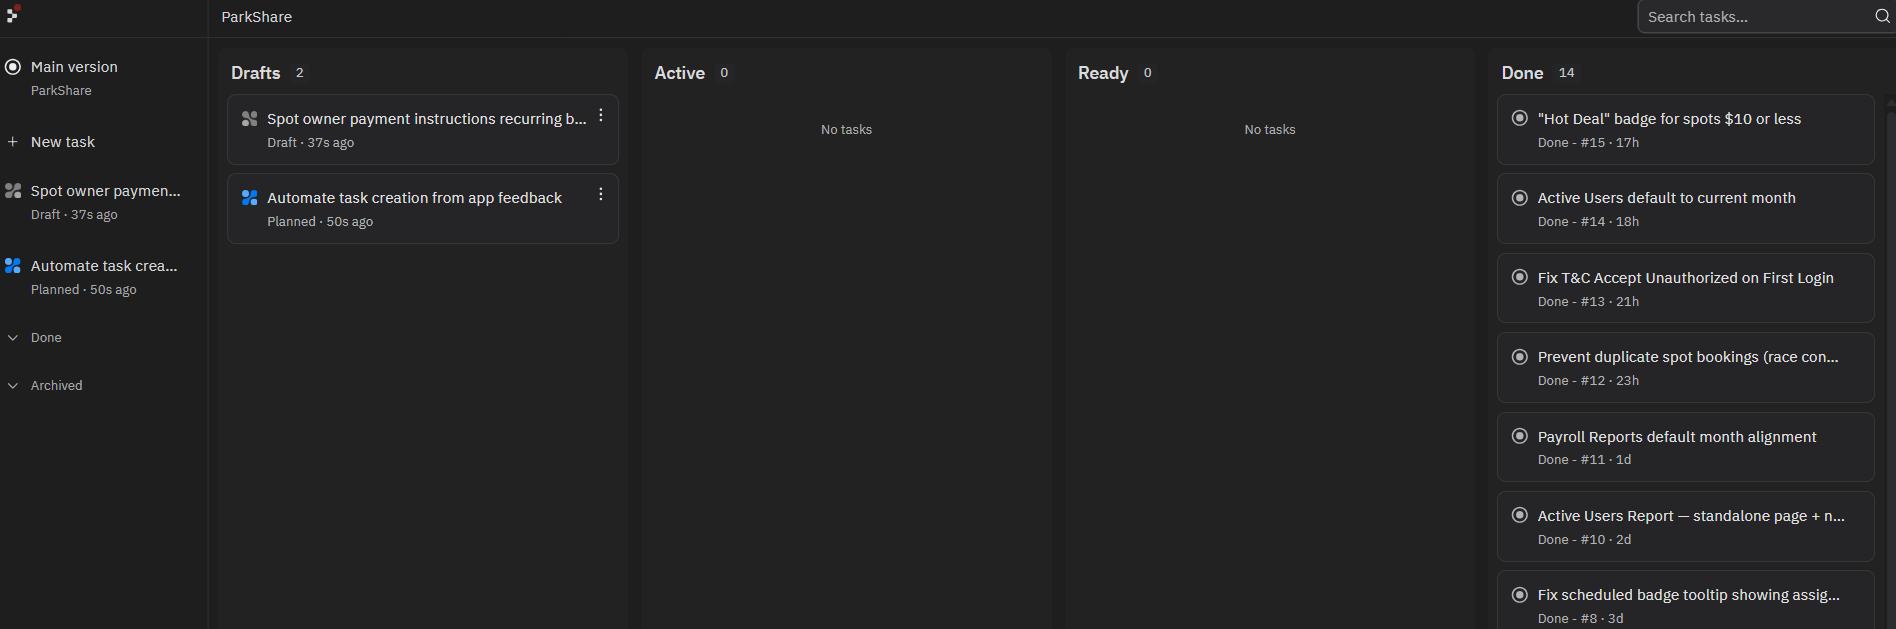 ParkShare
Search tasks...
Main version
ParkShare
New task
Spot owner paymen...
Draft · 37s ago
Automate task crea...
Planned · 50s ago
Done
Archived
Drafts 2
Spot owner payment instructions recurring b...
Draft · 37s ago
Automate task creation from app feedback
Planned · 50s ago
Active 0
No tasks
Ready 0
No tasks
Done 14
"Hot Deal" badge for spots $10 or less
Done - #15 · 17h
Active Users default to current month
Done - #14 · 18h
Fix T&C Accept Unauthorized on First Login
Done - #13 · 21h
Prevent duplicate spot bookings (race con...
Done - #12 · 23h
Payroll Reports default month alignment
Done - #11 · 1d
Active Users Report — standalone page + n...
Done - #10 · 2d
Fix scheduled badge tooltip showing assig...
Done - #8 · 3d